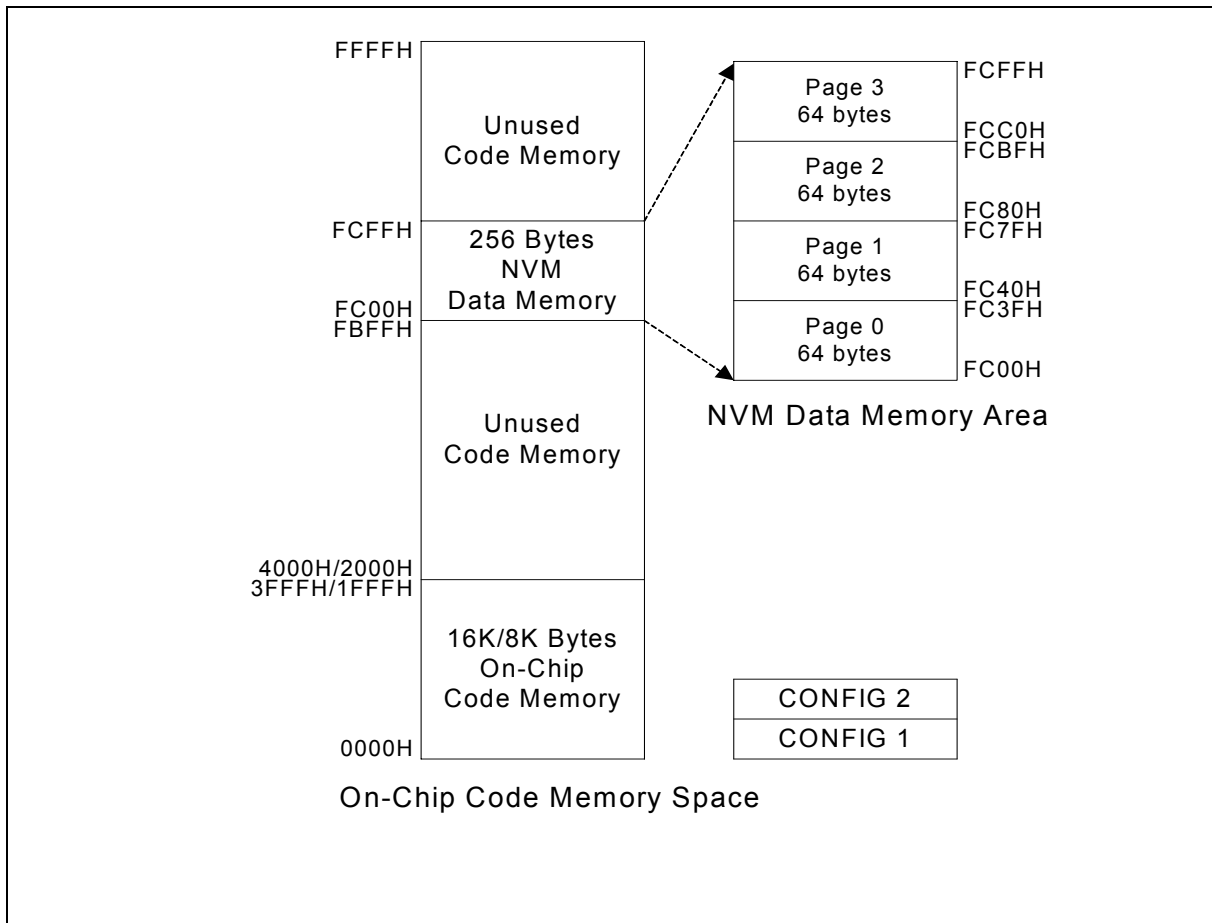 FFFFH
Unused
Code Memory
FCFFH
256 Bytes
NVM
Data Memory
FC00H
FBFFH
Unused
Code Memory
4000H/2000H
3FFFH/1FFFH
16K/8K Bytes
On-Chip
Code Memory
0000H
On-Chip Code Memory Space
FCFFH
Page 3
64 bytes
FCC0H
FCBFH
Page 2
64 bytes
FC80H
FC7FH
Page 1
64 bytes
FC40H
FC3FH
Page 0
64 bytes
FC00H
NVM Data Memory Area
CONFIG 2
CONFIG 1